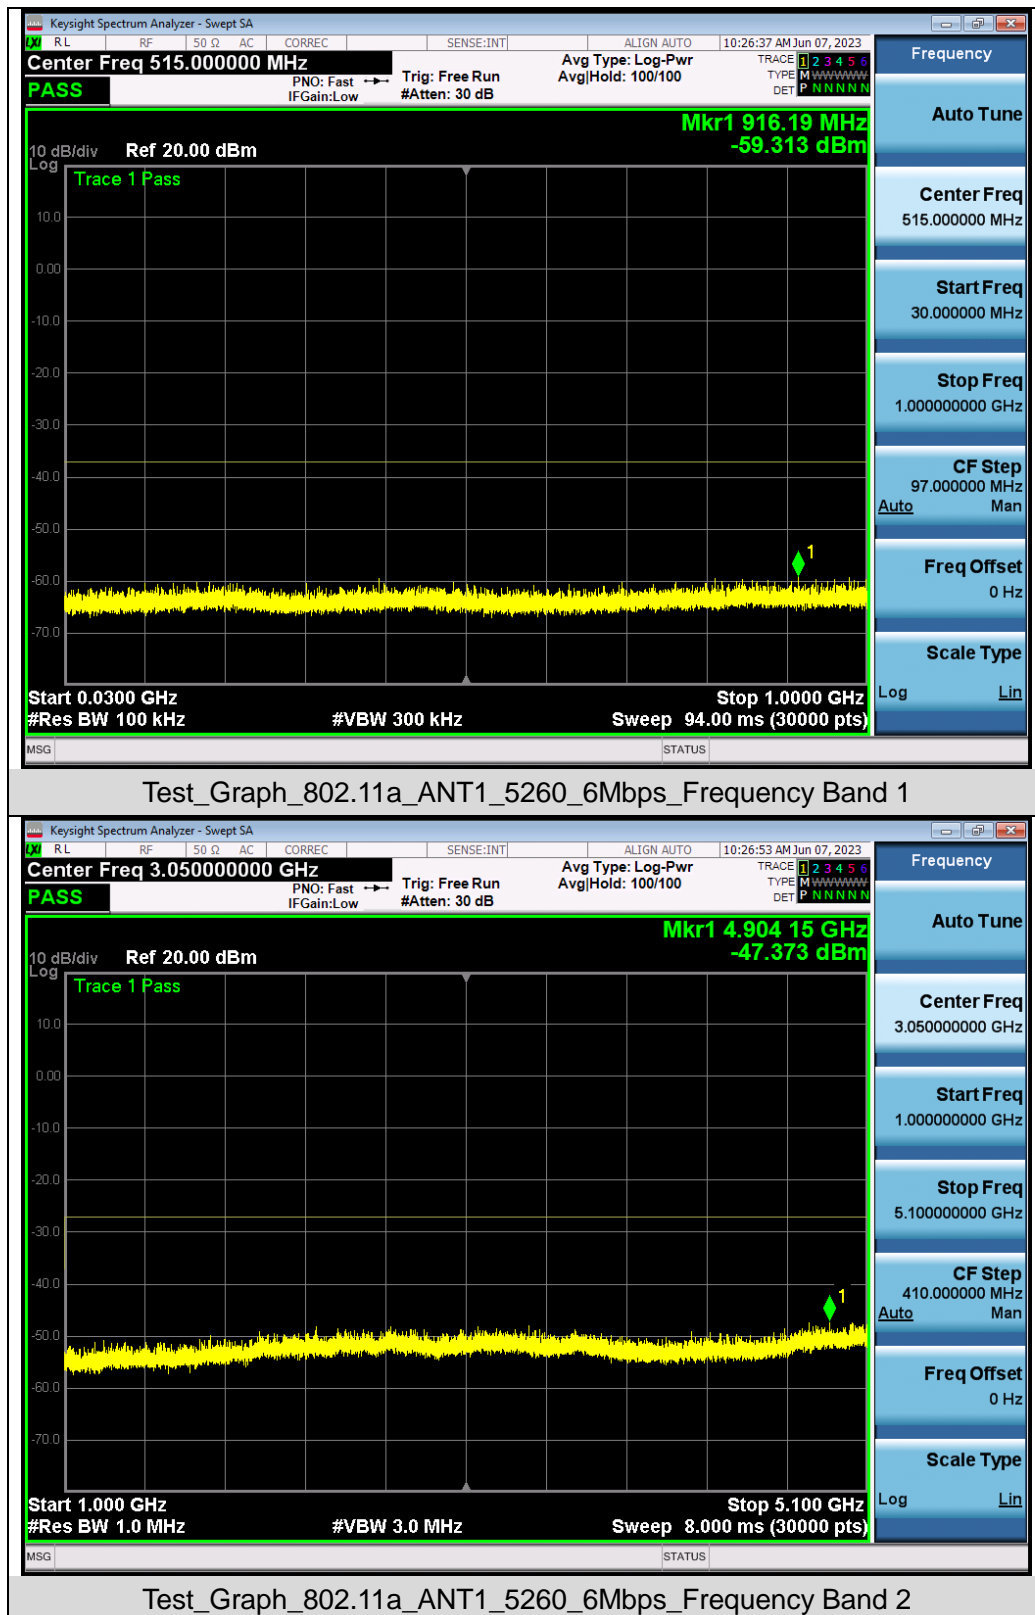 Keysight Spectrum Analyzer - Swept SA
LXI RL RF 50 Ω AC CORREC SENSE:INT ALIGN AUTO 10:26:37 AM Jun 07, 2023
Center Freq 515.000000 MHz
PASS
PNO: Fast
IFGain:Low
Trig: Free Run
#Atten: 30 dB
Avg Type: Log-Pwr
Avg|Hold: 100/100
TRACE 1 2 3 4 5 6
TYPE M WWWWW
DET P N N N N N
Mkr1 916.19 MHz
-59.313 dBm
10 dB/div Ref 20.00 dBm
Log
Trace 1 Pass
10.0
0.00
-10.0
-20.0
-30.0
-40.0
-50.0
1
-60.0
-70.0
Start 0.0300 GHz Stop 1.0000 GHz
#Res BW 100 kHz #VBW 300 kHz Sweep 94.00 ms (30000 pts)
MSG STATUS
Frequency
Auto Tune
Center Freq
515.000000 MHz
Start Freq
30.000000 MHz
Stop Freq
1.000000000 GHz
CF Step
97.000000 MHz
Auto Man
Freq Offset
0 Hz
Scale Type
Log Lin
Test_Graph_802.11a_ANT1_5260_6Mbps_Frequency Band 1
Keysight Spectrum Analyzer - Swept SA
LXI RL RF 50 Ω AC CORREC SENSE:INT ALIGN AUTO 10:26:53 AM Jun 07, 2023
Center Freq 3.050000000 GHz
PASS
PNO: Fast
IFGain:Low
Trig: Free Run
#Atten: 30 dB
Avg Type: Log-Pwr
Avg|Hold: 100/100
TRACE 1 2 3 4 5 6
TYPE M WWWWW
DET P N N N N N
Mkr1 4.904 15 GHz
-47.373 dBm
10 dB/div Ref 20.00 dBm
Log
Trace 1 Pass
10.0
0.00
-10.0
-20.0
-30.0
-40.0
1
-50.0
-60.0
-70.0
Start 1.000 GHz Stop 5.100 GHz
#Res BW 1.0 MHz #VBW 3.0 MHz Sweep 8.000 ms (30000 pts)
MSG STATUS
Frequency
Auto Tune
Center Freq
3.050000000 GHz
Start Freq
1.000000000 GHz
Stop Freq
5.100000000 GHz
CF Step
410.000000 MHz
Auto Man
Freq Offset
0 Hz
Scale Type
Log Lin
Test_Graph_802.11a_ANT1_5260_6Mbps_Frequency Band 2